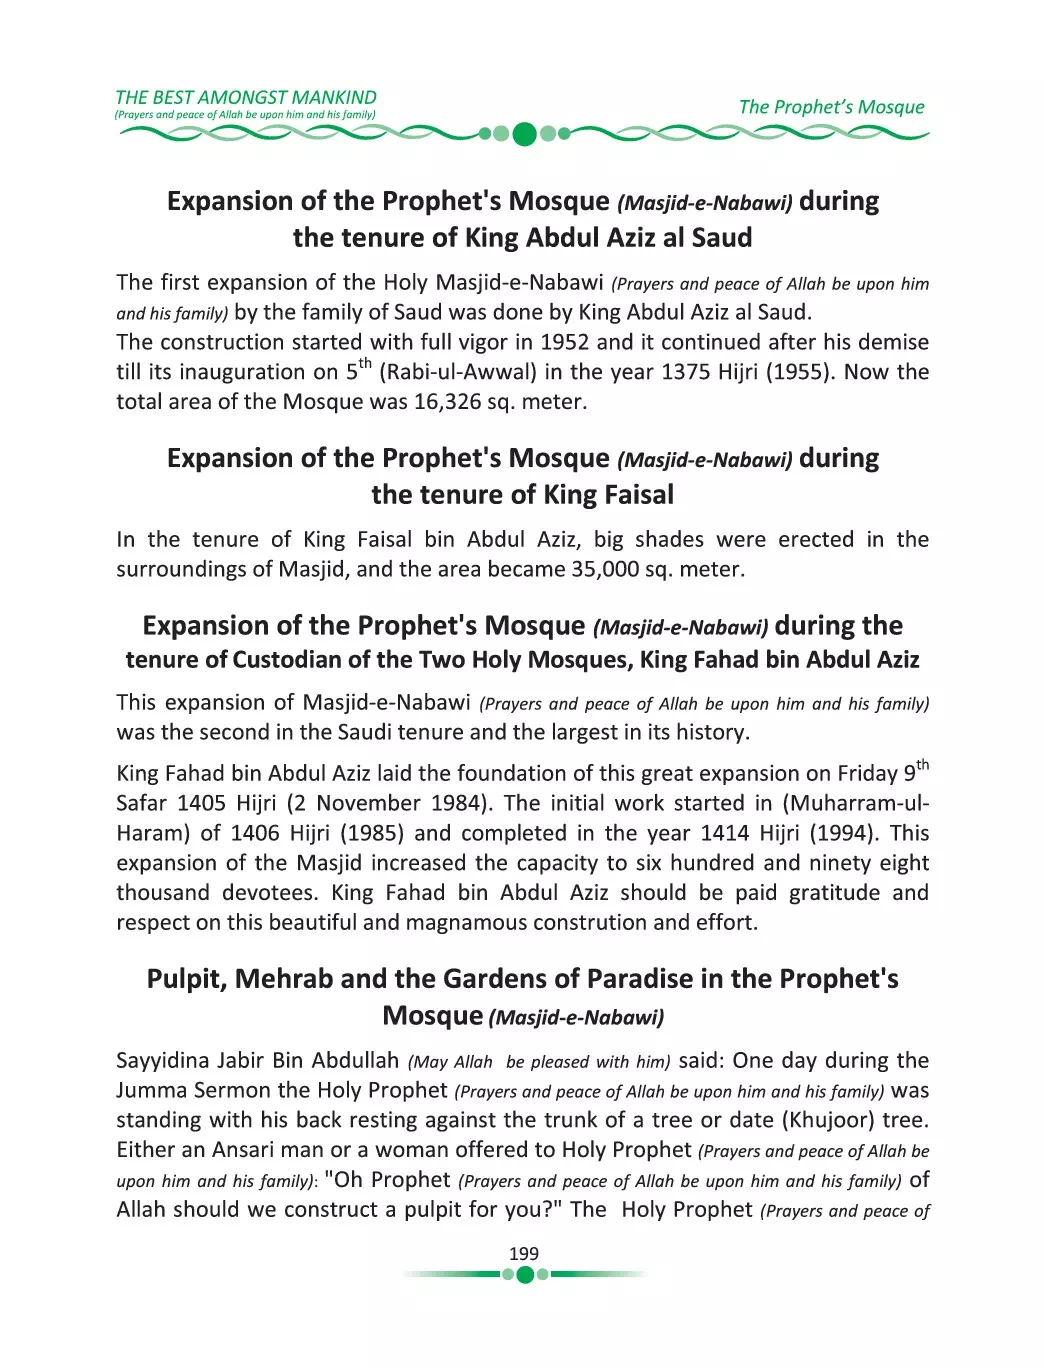 THE BEST AMONGST MANKIND
(Prayers and peace of Allah be upon him and his family)
The Prophet's Mosque
Expansion of the Prophet's Mosque (Masjid-e-Nabawi) during
the tenure of King Abdul Aziz al Saud
The first expansion of the Holy Masjid-e-Nabawi (Prayers and peace of Allah be upon him
and his family) by the family of Saud was done by King Abdul Aziz al Saud.
The construction started with full vigor in 1952 and it continued after his demise
till its inauguration on 5th (Rabi-ul-Awwal) in the year 1375 Hijri (1955). Now the
total area of the Mosque was 16,326 sq. meter.
Expansion of the Prophet's Mosque (Masjid-e-Nabawi) during
the tenure of King Faisal
In the tenure of King Faisal bin Abdul Aziz, big shades were erected in the
surroundings of Masjid, and the area became 35,000 sq. meter.
Expansion of the Prophet's Mosque (Masjid-e-Nabawi) during the
tenure of Custodian of the Two Holy Mosques, King Fahad bin Abdul Aziz
This expansion of Masjid-e-Nabawi (Prayers and peace of Allah be upon him and his family)
was the second in the Saudi tenure and the largest in its history.
King Fahad bin Abdul Aziz laid the foundation of this great expansion on Friday 9th
Safar 1405 Hijri (2 November 1984). The initial work started in (Muharram-ul-
Haram) of 1406 Hijri (1985) and completed in the year 1414 Hijri (1994). This
expansion of the Masjid increased the capacity to six hundred and ninety eight
thousand devotees. King Fahad bin Abdul Aziz should be paid gratitude and
respect on this beautiful and magnamous constrution and effort.
Pulpit, Mehrab and the Gardens of Paradise in the Prophet's
Mosque (Masjid-e-Nabawi)
Sayyidina Jabir Bin Abdullah (May Allah be pleased with him) said: One day during the
Jumma Sermon the Holy Prophet (Prayers and peace of Allah be upon him and his family) was
standing with his back resting against the trunk of a tree or date (Khujoor) tree.
Either an Ansari man or a woman offered to Holy Prophet (Prayers and peace of Allah be
upon him and his family): "Oh Prophet (Prayers and peace of Allah be upon him and his family) of
Allah should we construct a pulpit for you?" The Holy Prophet (Prayers and peace of
199